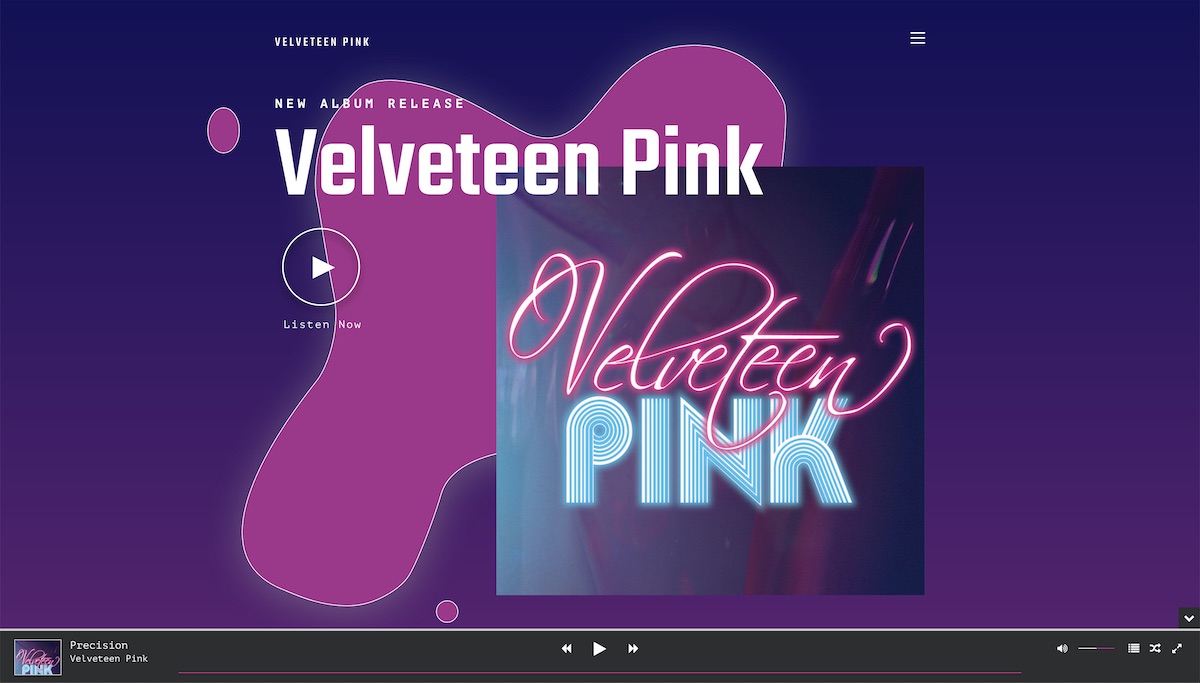 VELVETEEN PINK
NEW ALBUM RELEASE
Velveteen Pink
Listen Now
Velveteen
PINK
Velveteen
PINK
Precision
Velveteen Pink